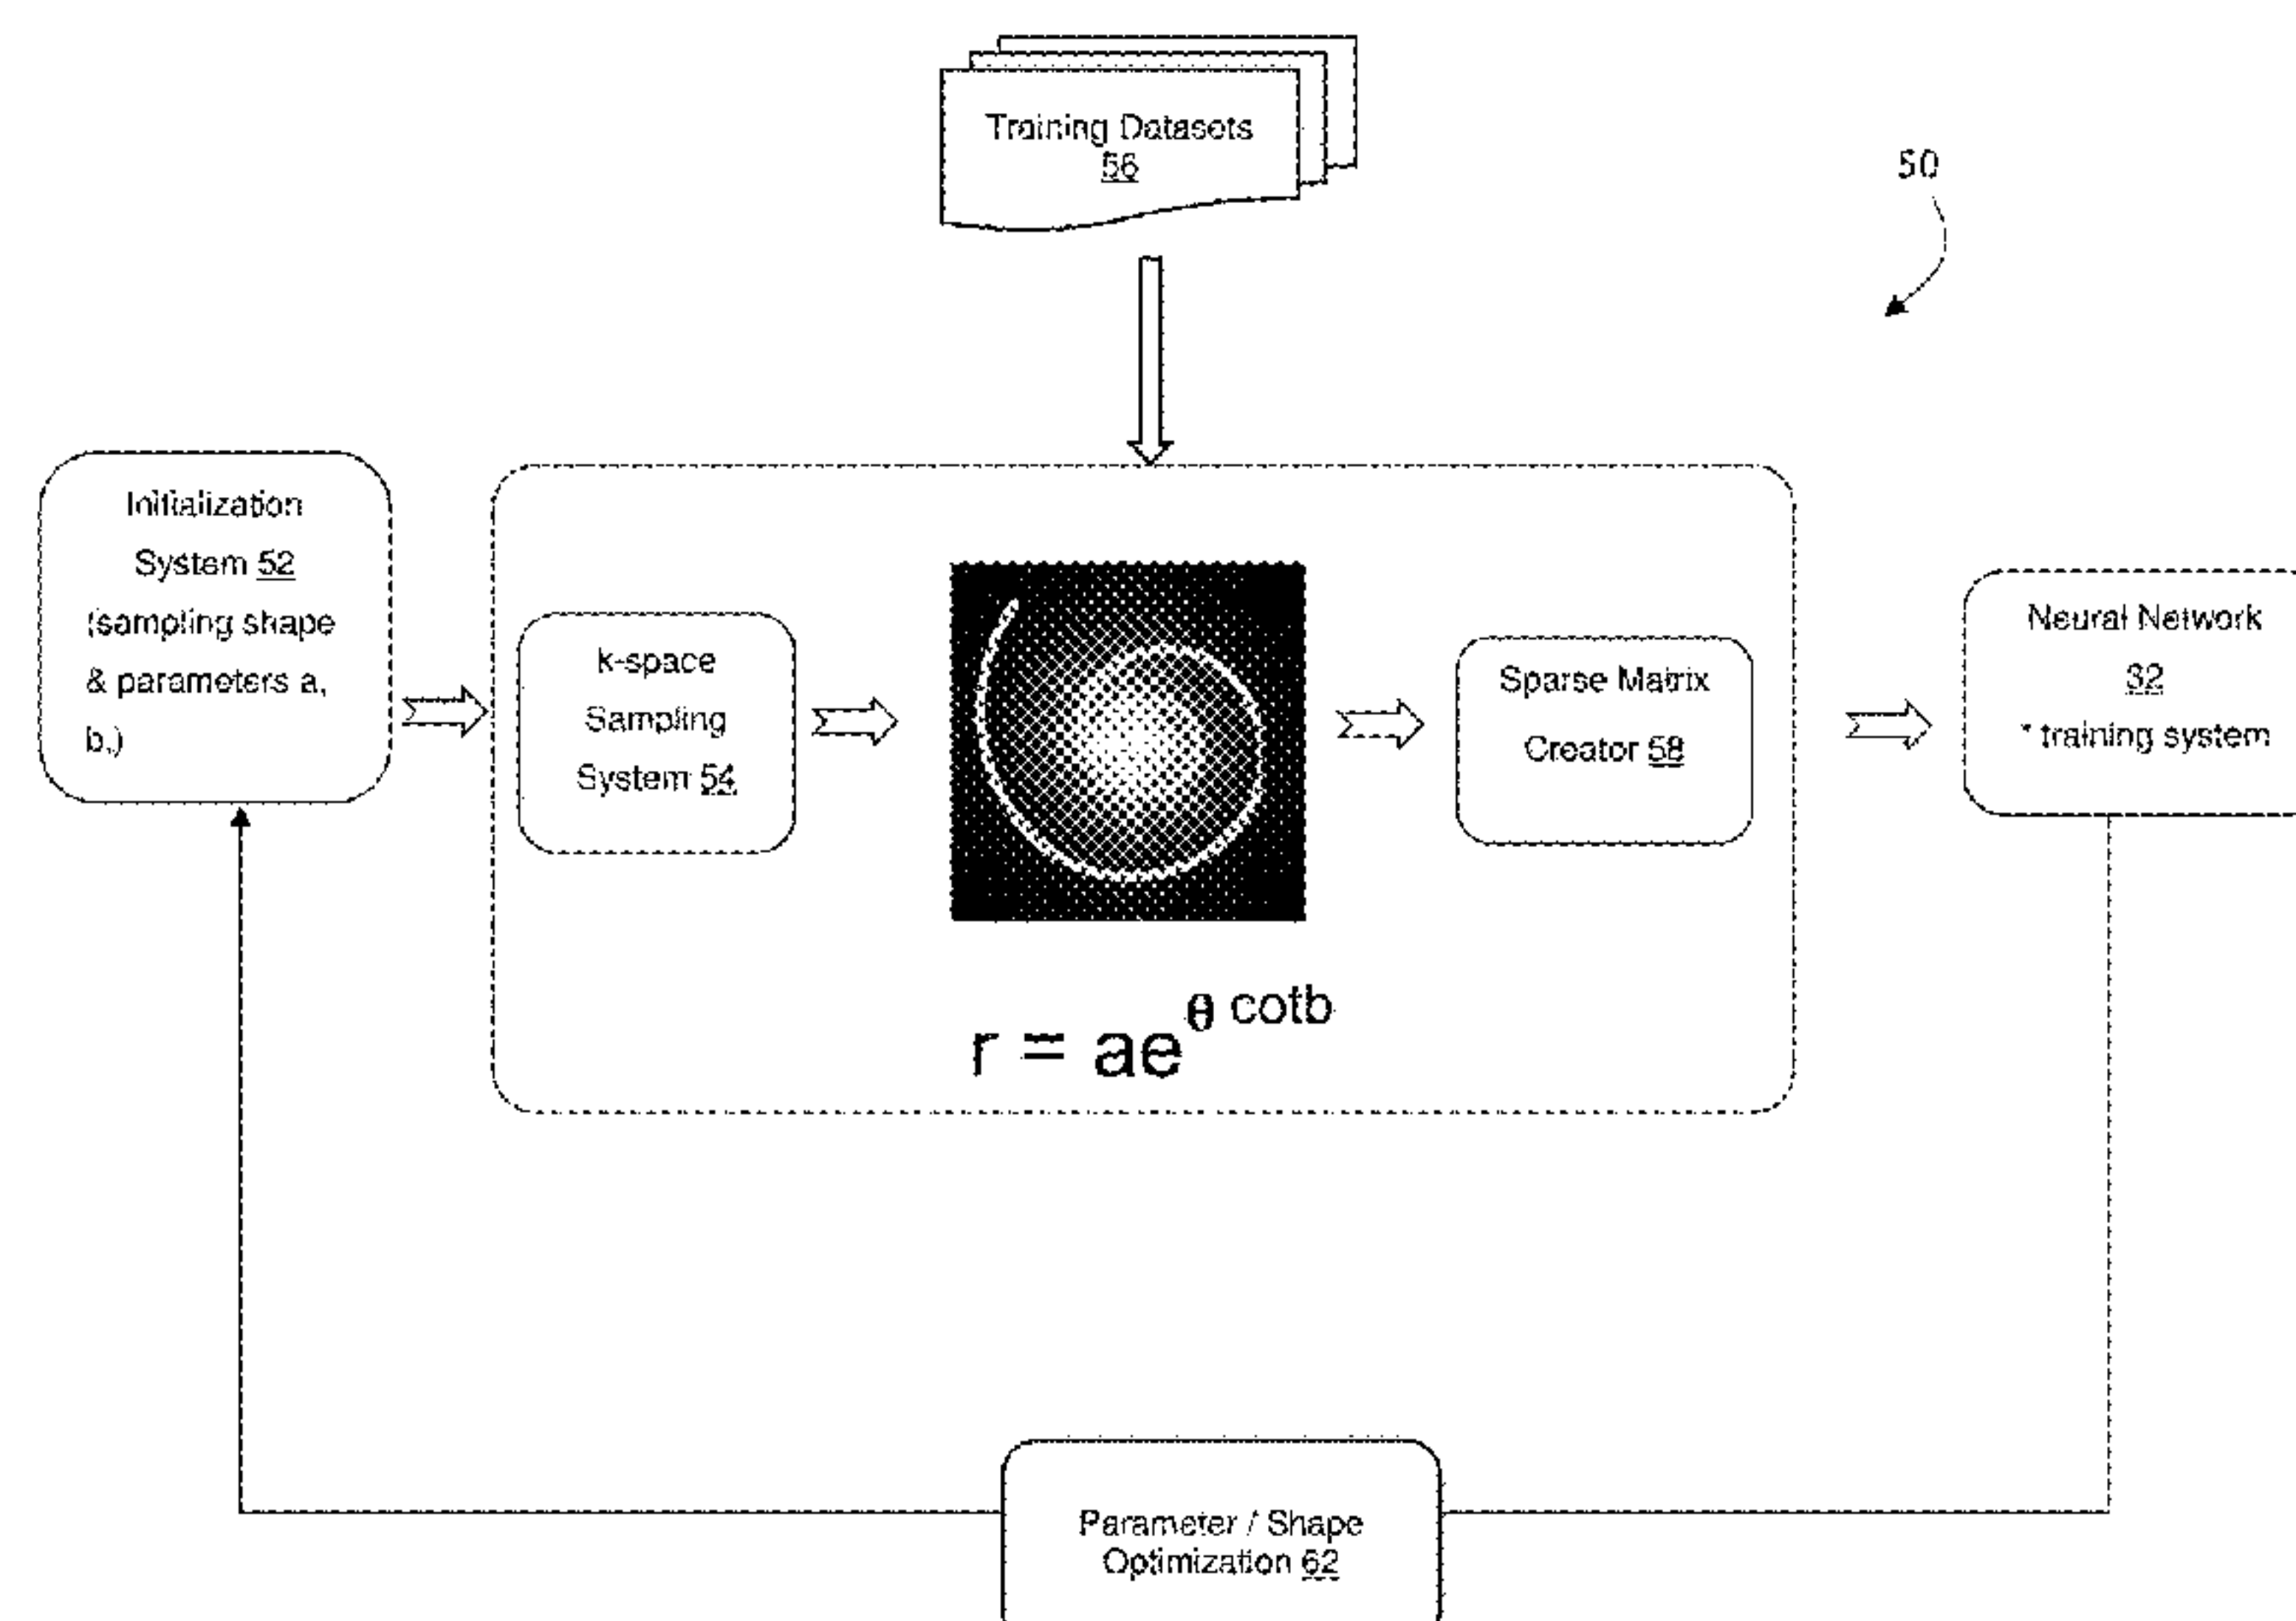 Training Datasets
56
50
Initialization
System 52
(sampling shape
& parameters a,
b,)
k-space
Sampling
System 54
Sparse Matrix
Creator 58
Neural Network
32
* training system
r = ae^θ cotb
Parameter / Shape
Optimization 62